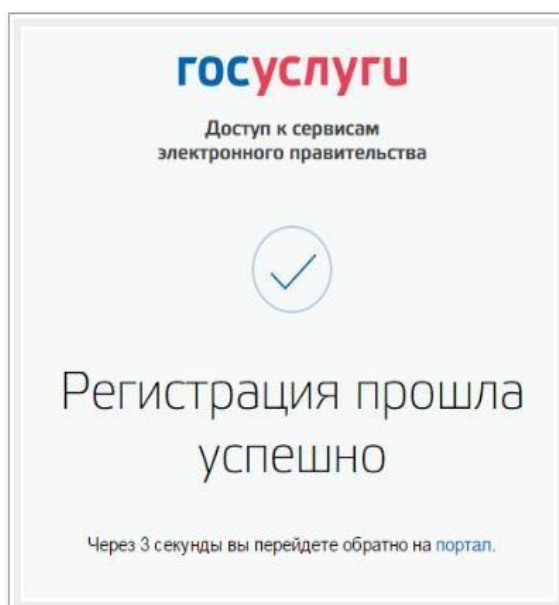 госуслуги
Доступ к сервисам
электронного правительства
Регистрация прошла
успешно
Через 3 секунды вы перейдете обратно на портал.